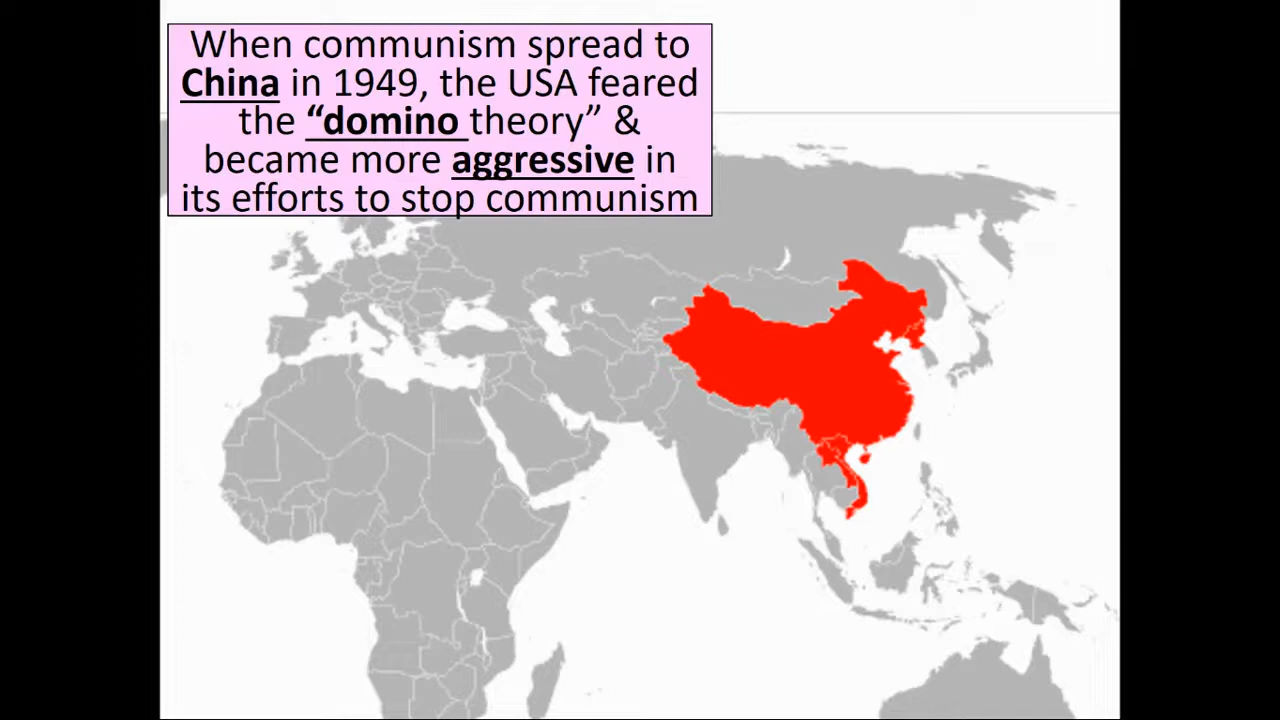 When communism spread to
China in 1949, the USA feared
the “domino theory” &
became more aggressive in
its efforts to stop communism